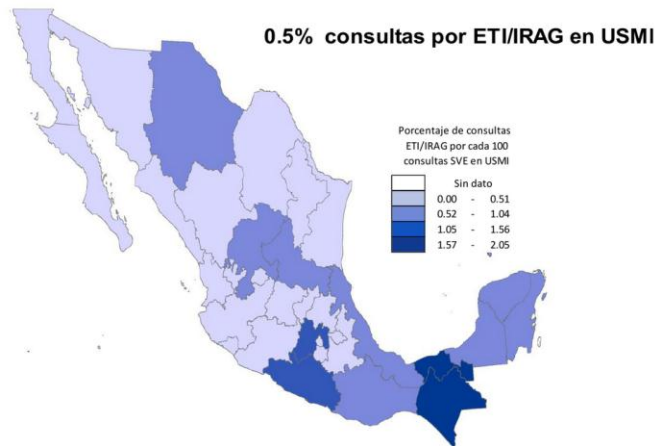 0.5% consultas por ETI/IRAG en USMI
Porcentaje de consultas
ETI/IRAG por cada 100
consultas SVE en USMI
Sin dato
0.00 - 0.51
0.52 - 1.04
1.05 - 1.56
1.57 - 2.05